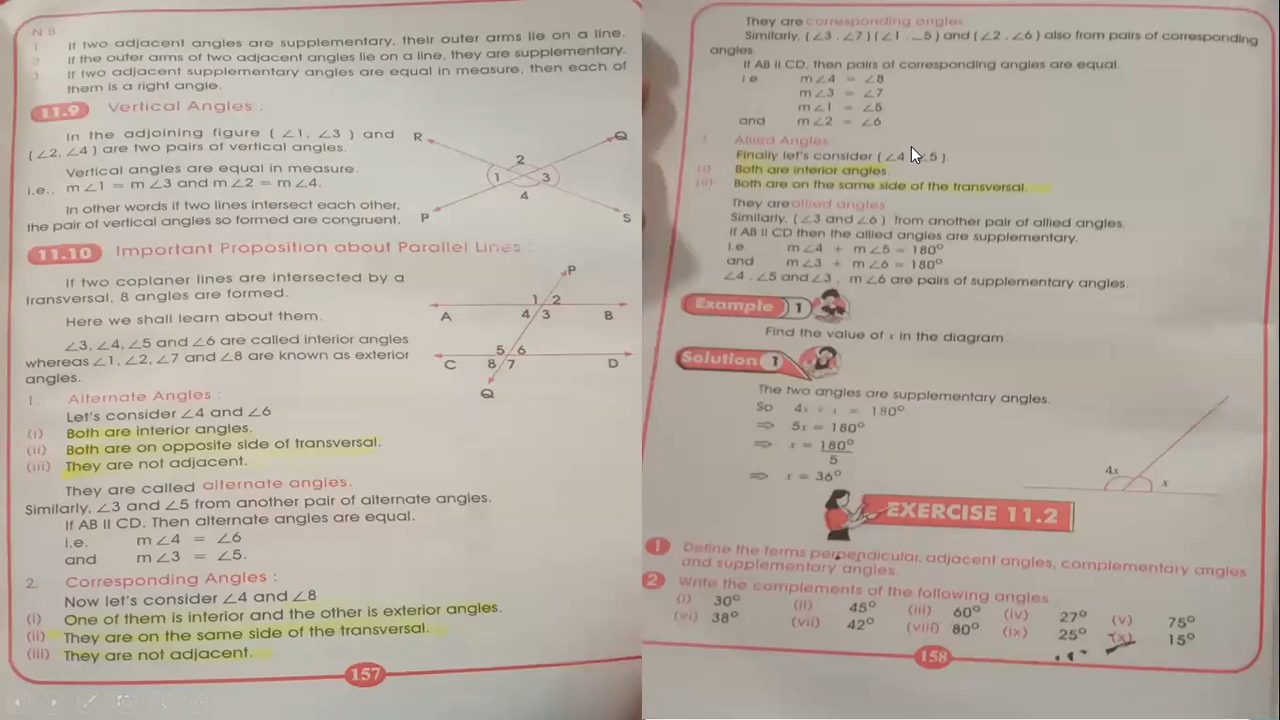 N.B
1 If two adjacent angles are supplementary, their outer arms lie on a line.
2 If the outer arms of two adjacent angles lie on a line, they are supplementary.
3 If two adjacent supplementary angles are equal in measure, then each of
them is a right angle.
11.9 Vertical Angles :
In the adjoining figure ( ∠1, ∠3 ) and
(∠2, ∠4) are two pairs of vertical angles.
Vertical angles are equal in measure.
i.e., m∠1 = m∠3 and m∠2 = m∠4.
In other words if two lines intersect each other,
the pair of vertical angles so formed are congruent.
R
Q
2
1
3
4
P
S
11.10 Important Proposition about Parallel Lines :
If two coplaner lines are intersected by a
transversal, 8 angles are formed.
Here we shall learn about them.
∠3, ∠4, ∠5 and ∠6 are called interior angles
whereas ∠1, ∠2, ∠7 and ∠8 are known as exterior
angles.
P
1 2
A
4 3
B
5 6
C
8 7
D
Q
1. Alternate Angles :
Let's consider ∠4 and ∠6
(i) Both are interior angles.
(ii) Both are on opposite side of transversal.
(iii) They are not adjacent.
They are called alternate angles.
Similarly, ∠3 and ∠5 from another pair of alternate angles.
If AB II CD. Then alternate angles are equal.
i.e. m∠4 = ∠6
and m∠3 = ∠5.
2. Corresponding Angles :
Now let's consider ∠4 and ∠8
(i) One of them is interior and the other is exterior angles.
(ii) They are on the same side of the transversal.
(iii) They are not adjacent.
157
They are corresponding angles
Similarly, (∠3 , ∠7) (∠1 , ∠5) and (∠2 , ∠6) also from pairs of corresponding
angles.
If AB II CD, then pairs of corresponding angles are equal.
i.e m∠4 = ∠8
m∠3 = ∠7
m∠1 = ∠5
and m∠2 = ∠6
Allied Angles
Finally let's consider (∠4 ∠5).
(i) Both are interior angles.
(ii) Both are on the same side of the transversal.
They are allied angles
Similarly, (∠3 and ∠6) from another pair of allied angles.
If AB II CD then the allied angles are supplementary.
i.e. m∠4 + m∠5 = 180°
and m∠3 + m∠6 = 180°
∠4 , ∠5 and ∠3 , m∠6 are pairs of supplementary angles.
Example 1
Find the value of x in the diagram
Solution 1
The two angles are supplementary angles.
So 4x + x = 180°
⇒ 5x = 180°
⇒ x = 180°
5
⇒ x = 36°
4x
x
EXERCISE 11.2
1 Define the terms perpendicular, adjacent angles, complementary angles
and supplementary angles.
2 Write the complements of the following angles :
(i) 30° (ii) 45° (iii) 60° (iv) 27° (v) 75°
(vi) 38° (vii) 42° (viii) 80° (ix) 25° (x) 15°
158